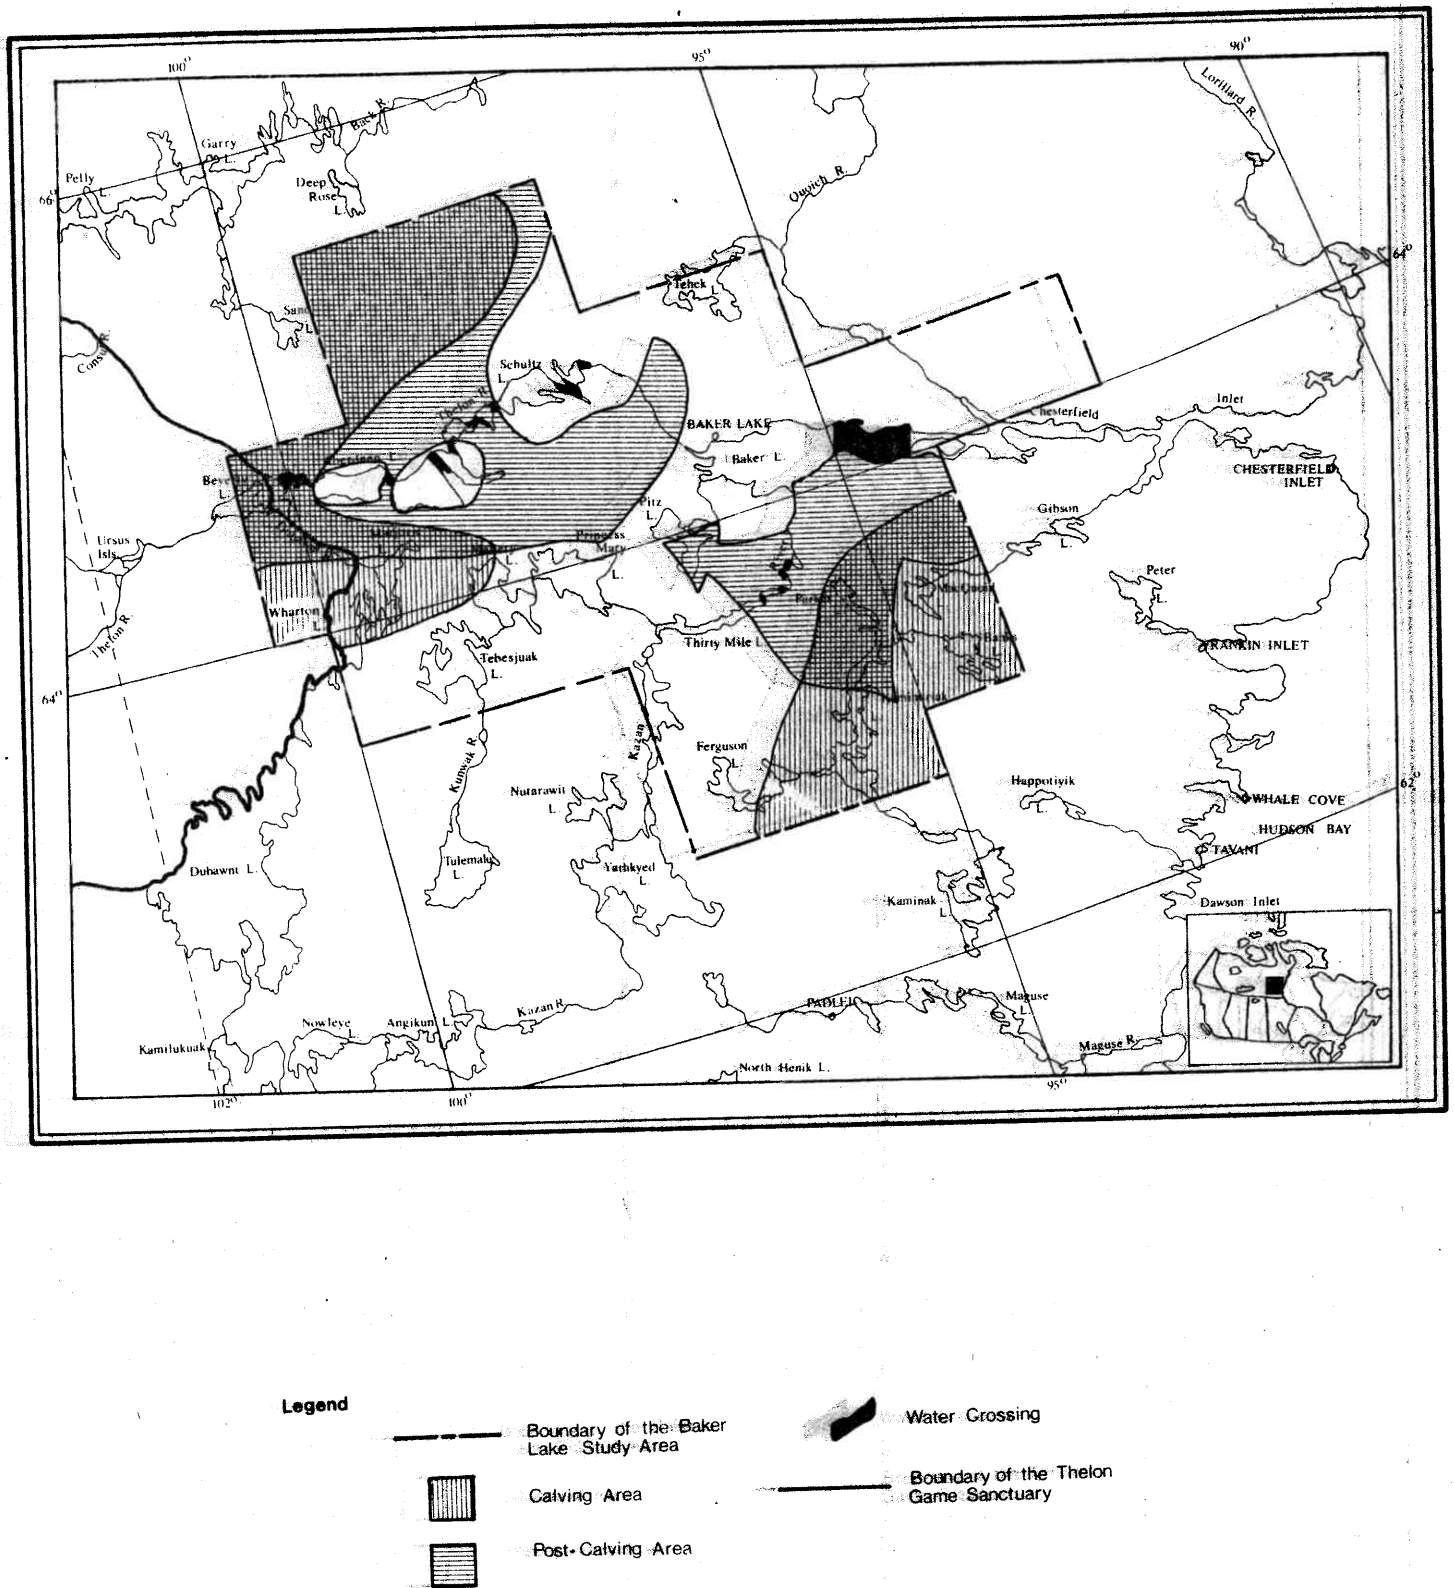 100°
95°
90°
Lorillard R.
Back R.
Garry
L.
Pelly
L.
66°
Deep
Rose
L.
Quoich R.
64°
Tehek
L.
Sand
L.
Schultz
L.
Thelon R.
BAKER LAKE
Baker L.
Chesterfield
Inlet
CHESTERFIELD
INLET
L.
Pitz
L.
Gibson
L.
Ursus
Isls.
Princess
Mary
L.
L.
Peter
L.
Wharton
L.
Thelon R.
Thirty Mile L.
Banks
RANKIN INLET
Tebesjuak
L.
64°
Kunwak R.
Kazan
Ferguson
L.
Nutarawit
L.
Happotiyik
L.
62°
WHALE COVE
HUDSON BAY
TAVANI
Dubawnt L.
Tulemalu
L.
Yathkyed
L.
Kaminak
L.
Dawson Inlet
Kazan R.
PADLEI
Maguse
L.
Nowleye
L.
Angikuni L.
Kamilukuak
Maguse R.
North Henik L.
102°
100°
95°
Legend
Boundary of the Baker
Lake Study Area
Water Crossing
Calving Area
Boundary of the Thelon
Game Sanctuary
Post-Calving Area